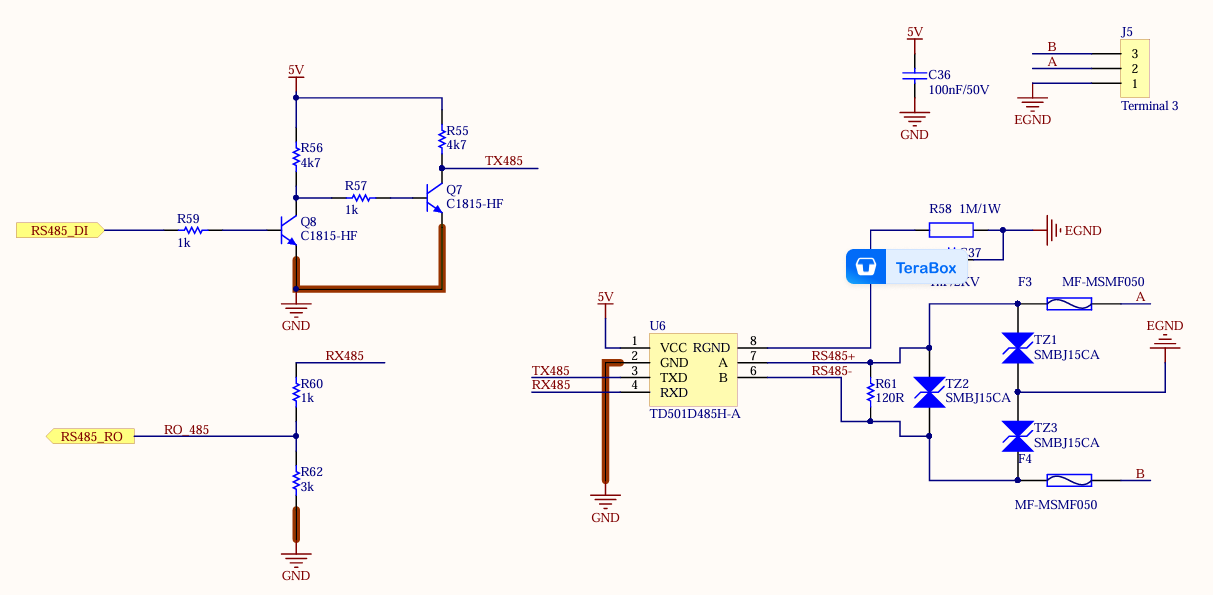 5V
R56
4k7
R55
4k7
TX485
R57
1k
Q7
C1815-HF
RS485_DI
R59
1k
Q8
C1815-HF
GND
RX485
R60
1k
RS485_RO
RO_485
R62
3k
GND
5V
C36
100nF/50V
GND
J5
B
3
A
2
1
EGND
Terminal 3
R58 1M/1W
EGND
TeraBox
F3
MF-MSMF050
A
EGND
5V
U6
1
VCC RGND
8
2
GND
A
7
RS485+
TX485
3
TXD
B
6
RS485-
RX485
4
RXD
TD501D485H-A
GND
R61
120R
TZ2
SMBJ15CA
TZ1
SMBJ15CA
TZ3
SMBJ15CA
F4
B
MF-MSMF050